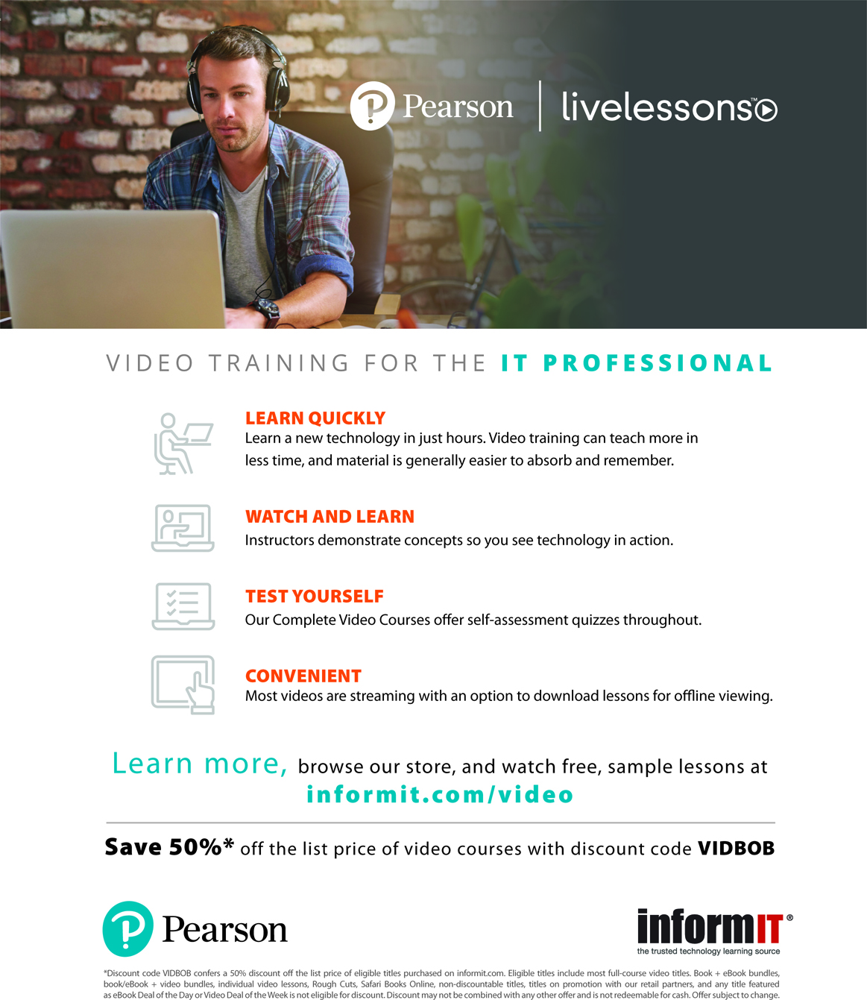 Pearson | livelessons™
VIDEO TRAINING FOR THE IT PROFESSIONAL
LEARN QUICKLY
Learn a new technology in just hours. Video training can teach more in
less time, and material is generally easier to absorb and remember.
WATCH AND LEARN
Instructors demonstrate concepts so you see technology in action.
TEST YOURSELF
Our Complete Video Courses offer self-assessment quizzes throughout.
CONVENIENT
Most videos are streaming with an option to download lessons for offline viewing.
Learn more, browse our store, and watch free, sample lessons at
informit.com/video
Save 50%* off the list price of video courses with discount code VIDBOB
Pearson
informIT®
the trusted technology learning source
*Discount code VIDBOB confers a 50% discount off the list price of eligible titles purchased on informit.com. Eligible titles include most full-course video titles. Book + eBook bundles,
book/eBook + video bundles, individual video lessons, Rough Cuts, Safari Books Online, non-discountable titles, titles on promotion with our retail partners, and any title featured
as eBook Deal of the Day or Video Deal of the Week is not eligible for discount. Discount may not be combined with any other offer and is not redeemable for cash. Offer subject to change.